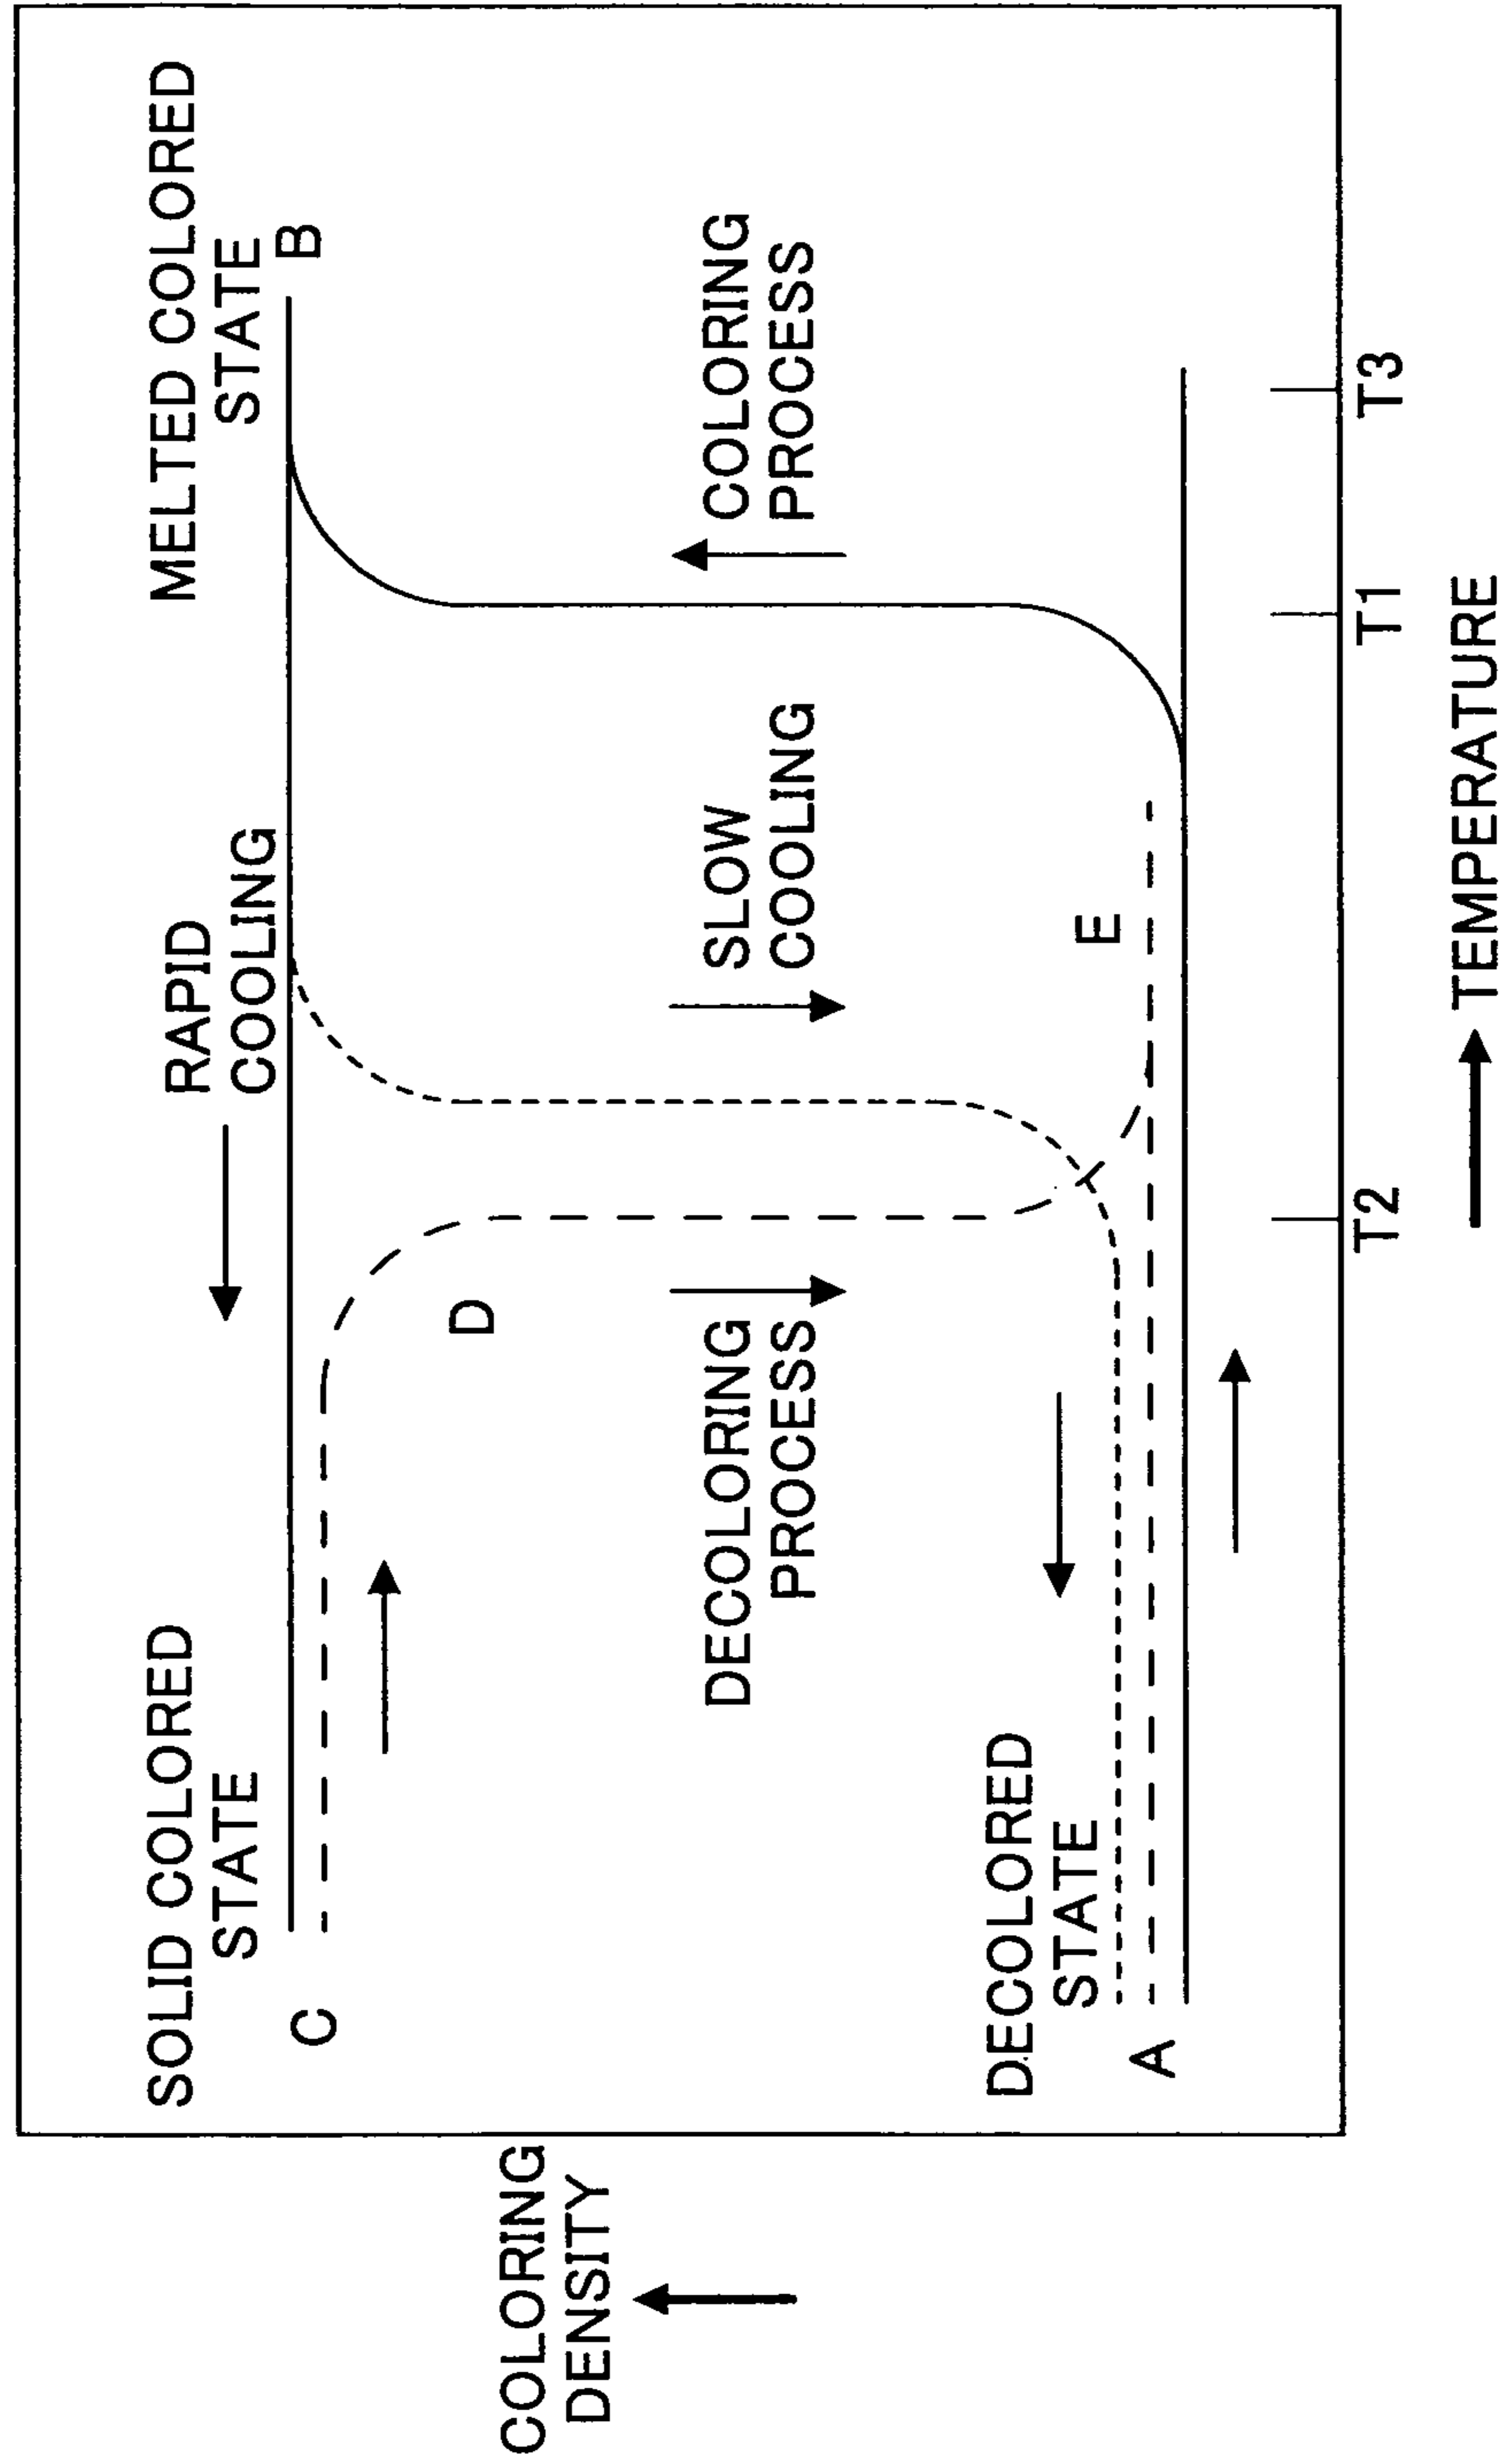 SOLID COLORED
STATE
C
RAPID
COOLING
MELTED COLORED
STATE
B
COLORING
DENSITY
D
DECOLORING
PROCESS
SLOW
COOLING
COLORING
PROCESS
DECOLORED
STATE
A
E
T2
T1
T3
TEMPERATURE